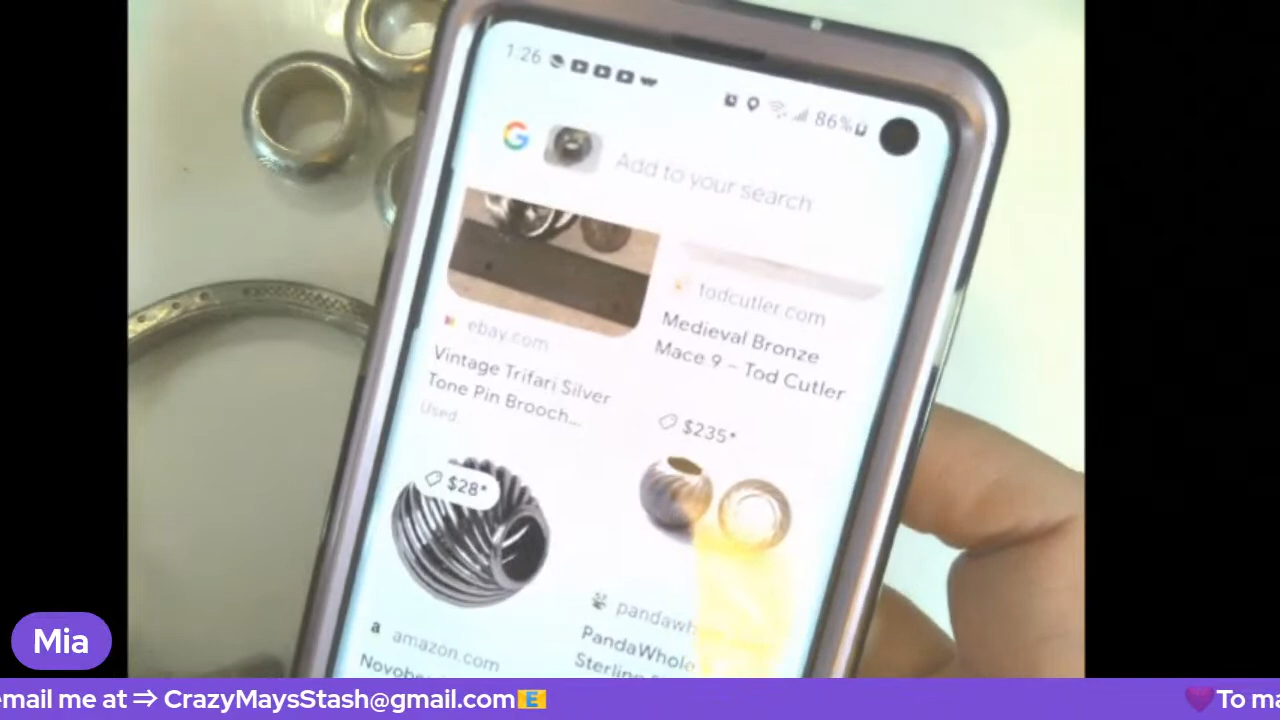 1:26
86%
G
Add to your search
ebay.com
Vintage Trifari Silver
Tone Pin Brooch...
Used
todcutler.com
Medieval Bronze
Mace 9 – Tod Cutler
$28*
$235*
a amazon.com
pandawh
PandaWhole
Mia
email me at ⇒ CrazyMaysStash@gmail.com📧
💜To ma